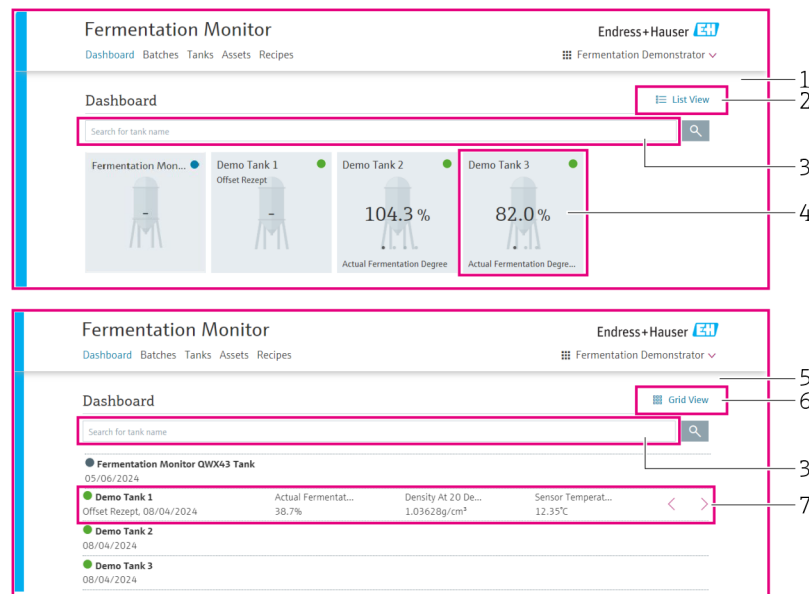 Fermentation Monitor
Endress+Hauser EH
Dashboard Batches Tanks Assets Recipes
Fermentation Demonstrator
1
Dashboard
List View
2
Search for tank name
3
Fermentation Mon...
-
Demo Tank 1
Offset Rezept
-
Demo Tank 2
104.3 %
Actual Fermentation Degree
Demo Tank 3
82.0 %
Actual Fermentation Degre...
4
Fermentation Monitor
Endress+Hauser EH
Dashboard Batches Tanks Assets Recipes
Fermentation Demonstrator
5
Dashboard
Grid View
6
Search for tank name
3
Fermentation Monitor QWX43 Tank
05/06/2024
Demo Tank 1 Actual Fermentat... Density At 20 De... Sensor Temperat...
Offset Rezept, 08/04/2024 38.7% 1.03628g/cm³ 12.35°C
7
Demo Tank 2
08/04/2024
Demo Tank 3
08/04/2024